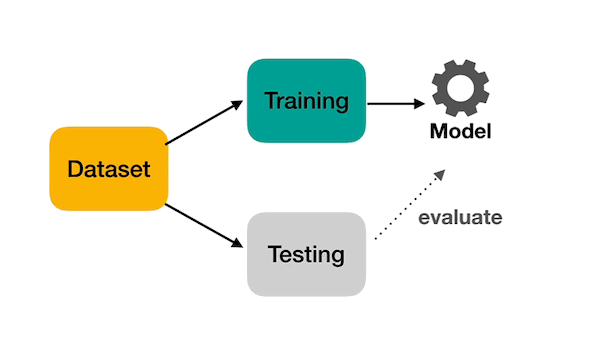 Training
Model
Dataset
evaluate
Testing